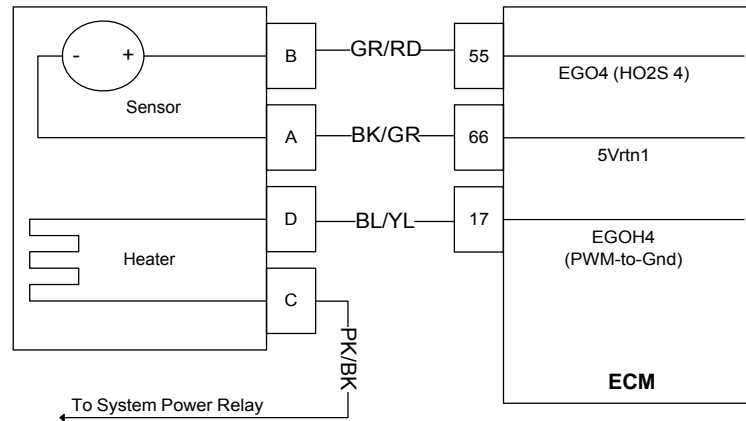 - +
Sensor
B
GR/RD
55
EGO4 (HO2S 4)
A
BK/GR
66
5Vrtn1
D
BL/YL
17
EGOH4
(PWM-to-Gnd)
Heater
C
PK/BK
ECM
To System Power Relay